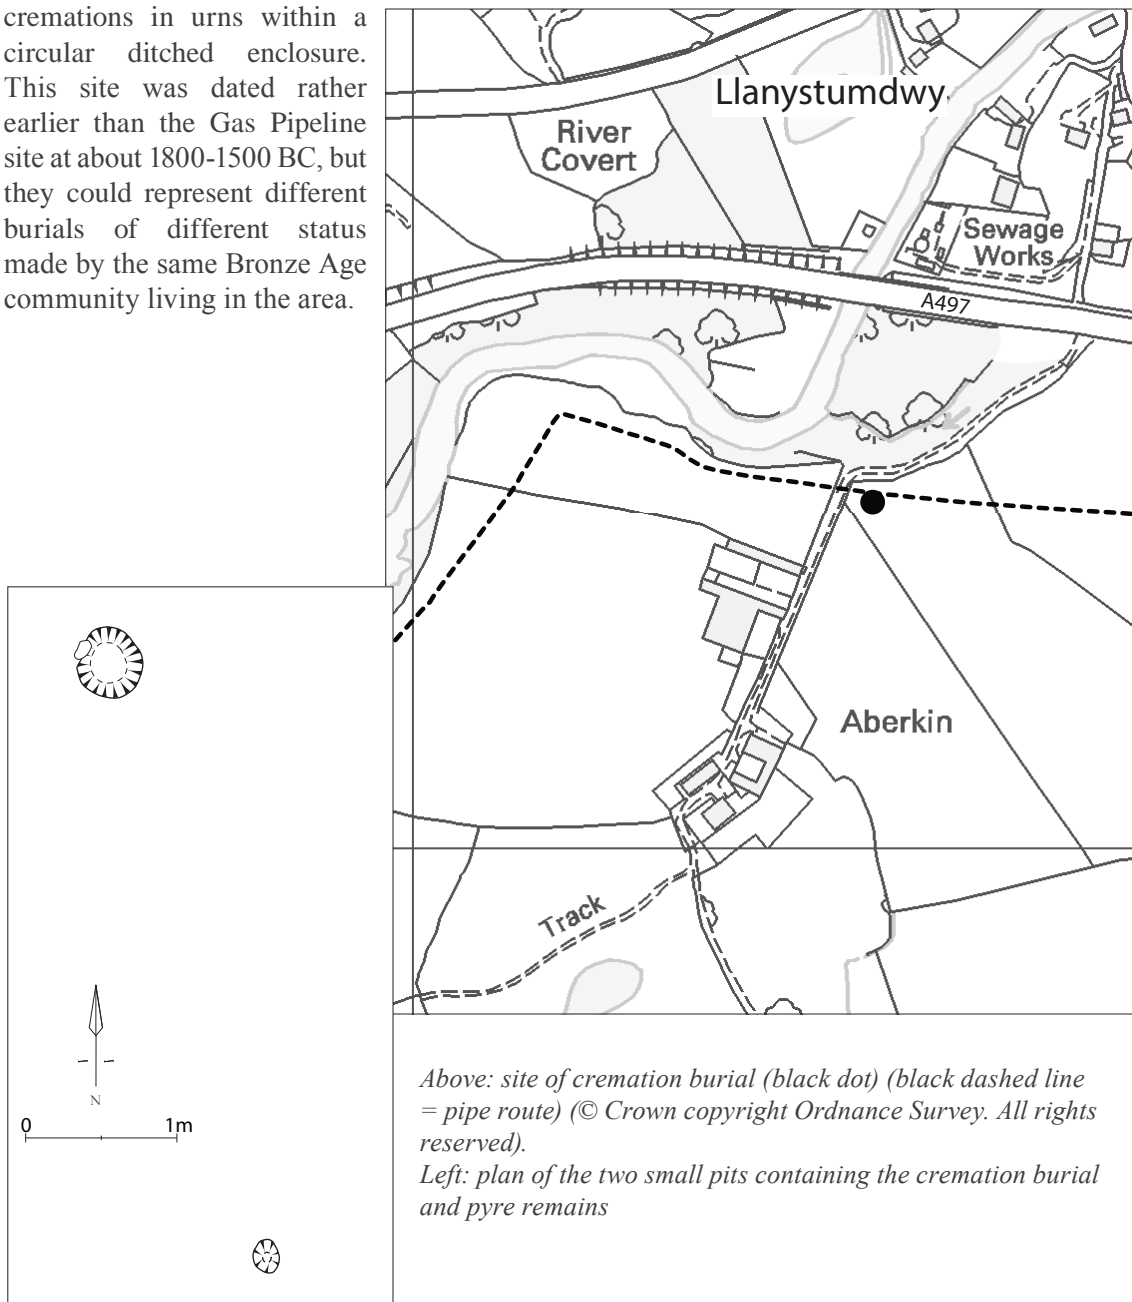 cremations in urns within a
circular ditched enclosure.
This site was dated rather
earlier than the Gas Pipeline
site at about 1800-1500 BC, but
they could represent different
burials of different status
made by the same Bronze Age
community living in the area.
Llanystumdwy
River
Covert
Sewage
Works
A497
Aberkin
Track
N
0 1m
Above: site of cremation burial (black dot) (black dashed line
= pipe route) (© Crown copyright Ordnance Survey. All rights
reserved).
Left: plan of the two small pits containing the cremation burial
and pyre remains